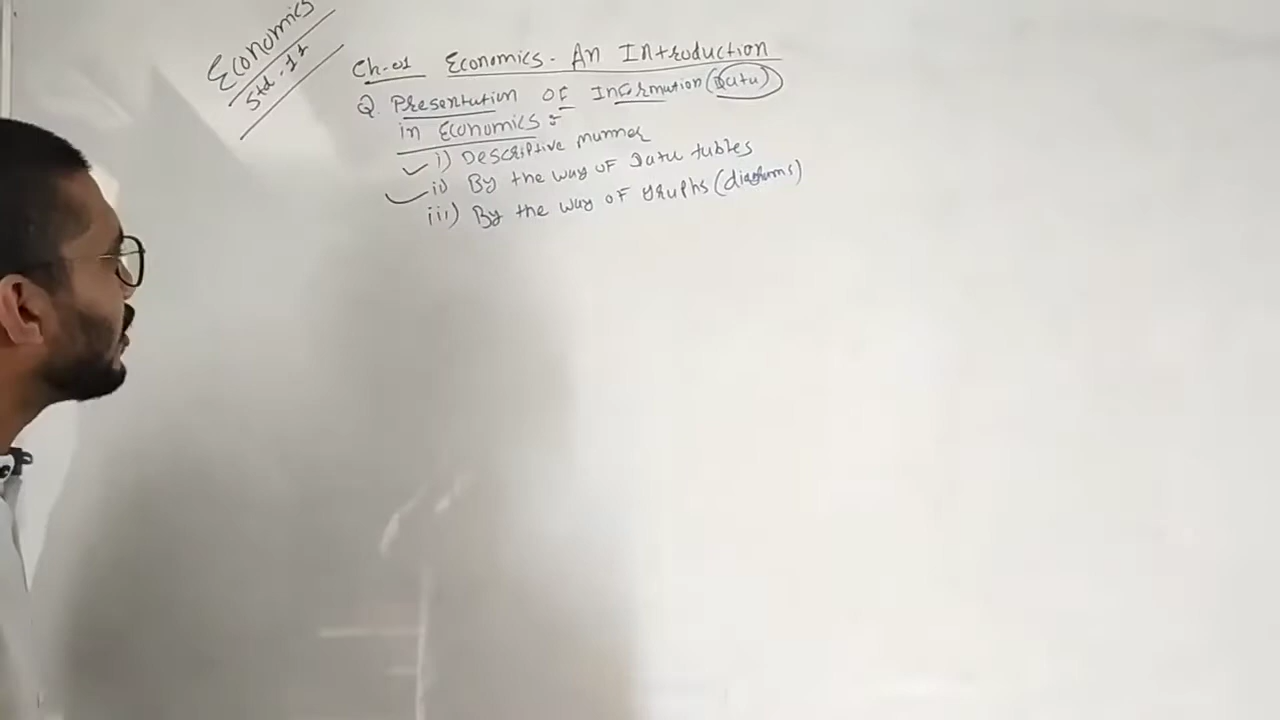 Economics
Std - 11
Ch-01 Economics - An Introduction
Q. Presentation of Information (Data)
in Economics :-
i) Descriptive manner
ii) By the way of Data tables
iii) By the way of graphs (diagrams)